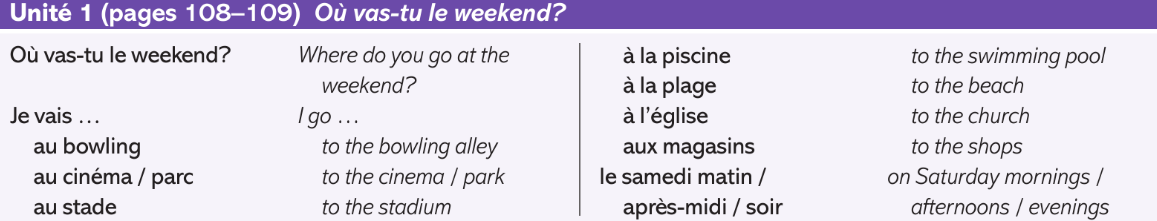 Unité 1 (pages 108–109) Où vas-tu le weekend?
Où vas-tu le weekend? Where do you go at the
weekend?
Je vais … I go …
au bowling to the bowling alley
au cinéma / parc to the cinema / park
au stade to the stadium
à la piscine to the swimming pool
à la plage to the beach
à l'église to the church
aux magasins to the shops
le samedi matin / on Saturday mornings /
après-midi / soir afternoons / evenings